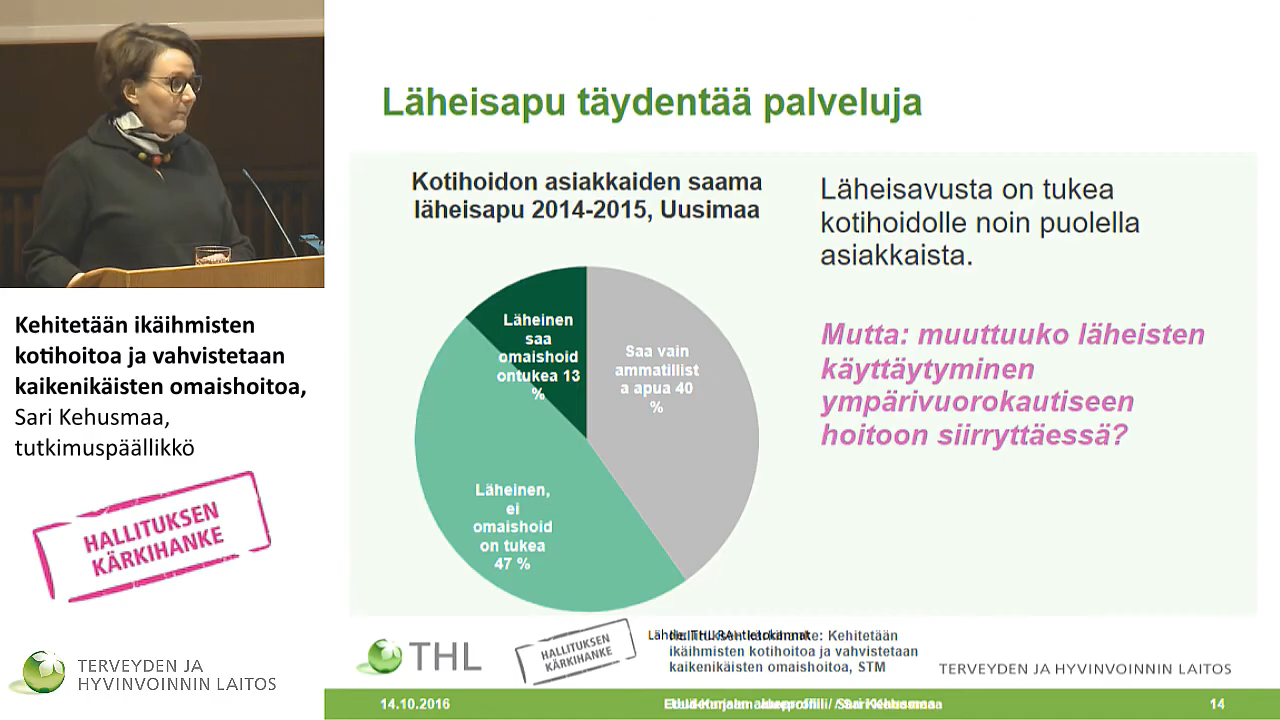 Läheisapu täydentää palveluja
Kotihoidon asiakkaiden saama
läheisapu 2014-2015, Uusimaa
Läheinen
saa
omaishoid
ontukea 13
%
Saa vain
ammatillist
a apua 40
%
Läheinen,
ei
omaishoid
on tukea
47 %
Läheisavusta on tukea
kotihoidolle noin puolella
asiakkaista.
Mutta: muuttuuko läheisten
käyttäytyminen
ympärivuorokautiseen
hoitoon siirryttäessä?
Kehitetään ikäihmisten
kotihoitoa ja vahvistetaan
kaikenikäisten omaishoitoa,
Sari Kehusmaa,
tutkimuspäällikkö
HALLITUKSEN
KÄRKIHANKE
TERVEYDEN JA
HYVINVOINNIN LAITOS
THL
HALLITUKSEN
KÄRKIHANKE
Kehitetään
ikäihmisten kotihoitoa ja vahvistetaan
kaikenikäisten omaishoitoa, STM
TERVEYDEN JA HYVINVOINNIN LAITOS
14.10.2016
14